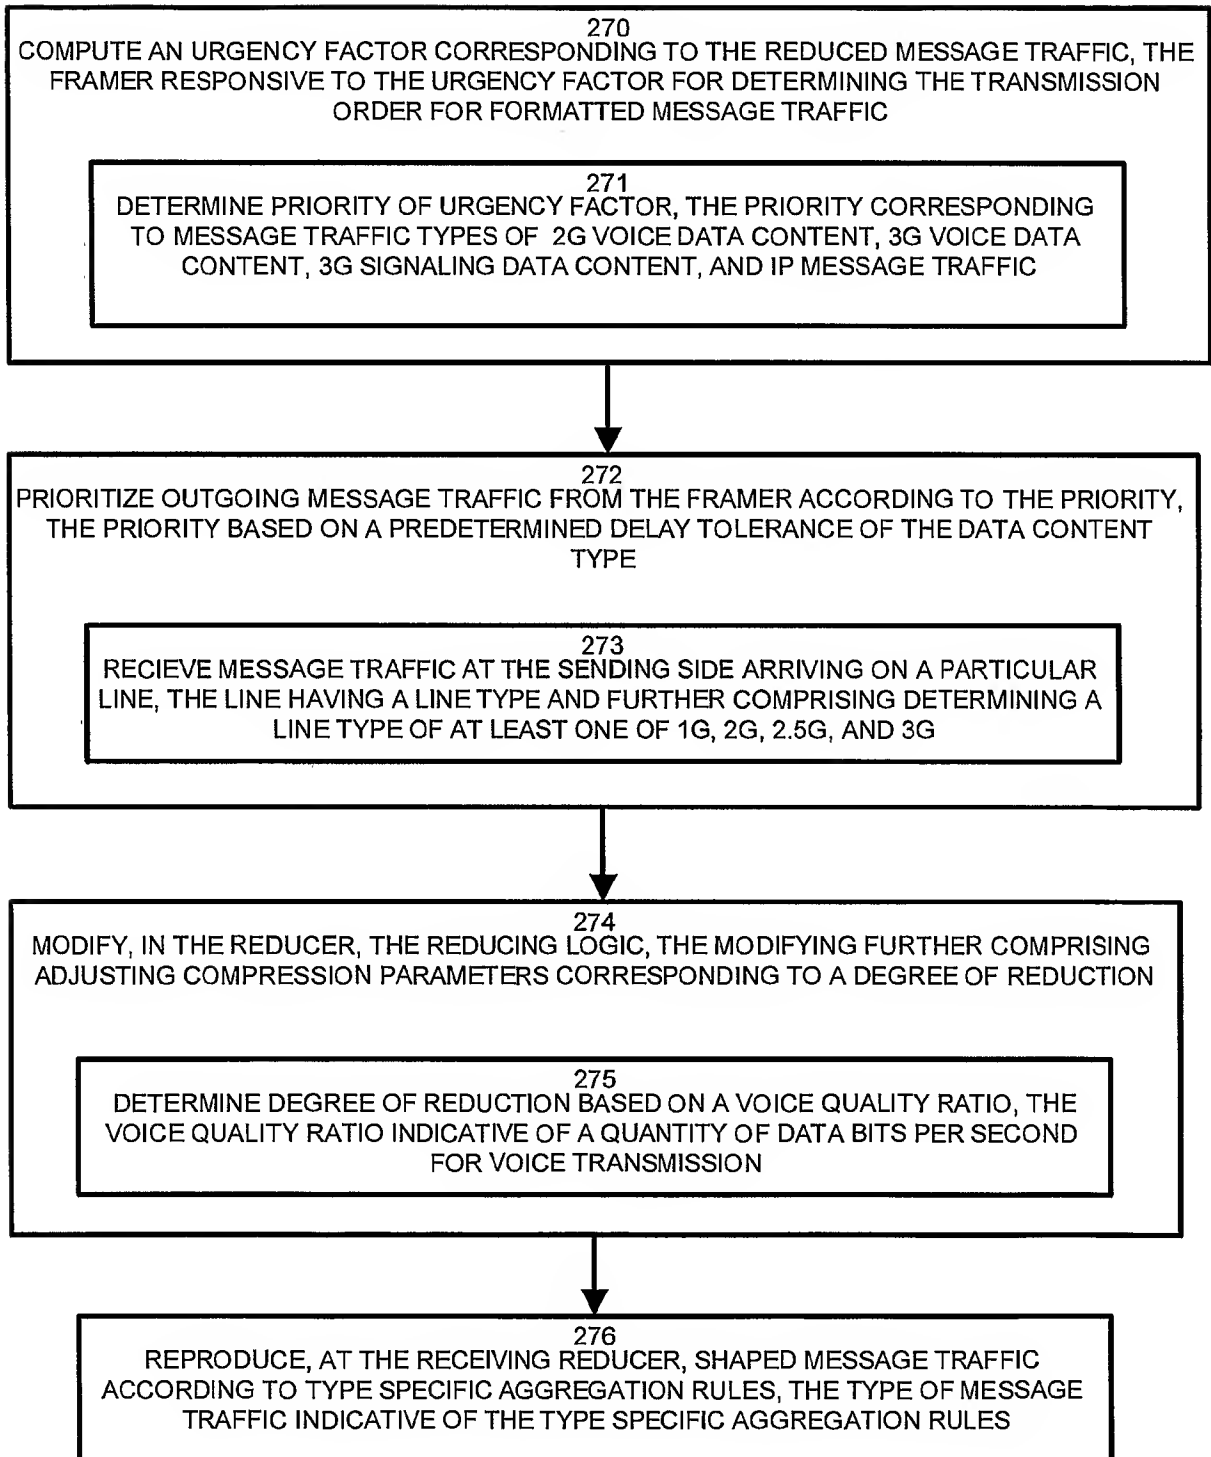 270
COMPUTE AN URGENCY FACTOR CORRESPONDING TO THE REDUCED MESSAGE TRAFFIC, THE
FRAMER RESPONSIVE TO THE URGENCY FACTOR FOR DETERMINING THE TRANSMISSION
ORDER FOR FORMATTED MESSAGE TRAFFIC
271
DETERMINE PRIORITY OF URGENCY FACTOR, THE PRIORITY CORRESPONDING
TO MESSAGE TRAFFIC TYPES OF 2G VOICE DATA CONTENT, 3G VOICE DATA
CONTENT, 3G SIGNALING DATA CONTENT, AND IP MESSAGE TRAFFIC
272
PRIORITIZE OUTGOING MESSAGE TRAFFIC FROM THE FRAMER ACCORDING TO THE PRIORITY,
THE PRIORITY BASED ON A PREDETERMINED DELAY TOLERANCE OF THE DATA CONTENT
TYPE
273
RECIEVE MESSAGE TRAFFIC AT THE SENDING SIDE ARRIVING ON A PARTICULAR
LINE, THE LINE HAVING A LINE TYPE AND FURTHER COMPRISING DETERMINING A
LINE TYPE OF AT LEAST ONE OF 1G, 2G, 2.5G, AND 3G
274
MODIFY, IN THE REDUCER, THE REDUCING LOGIC, THE MODIFYING FURTHER COMPRISING
ADJUSTING COMPRESSION PARAMETERS CORRESPONDING TO A DEGREE OF REDUCTION
275
DETERMINE DEGREE OF REDUCTION BASED ON A VOICE QUALITY RATIO, THE
VOICE QUALITY RATIO INDICATIVE OF A QUANTITY OF DATA BITS PER SECOND
FOR VOICE TRANSMISSION
276
REPRODUCE, AT THE RECEIVING REDUCER, SHAPED MESSAGE TRAFFIC
ACCORDING TO TYPE SPECIFIC AGGREGATION RULES, THE TYPE OF MESSAGE
TRAFFIC INDICATIVE OF THE TYPE SPECIFIC AGGREGATION RULES